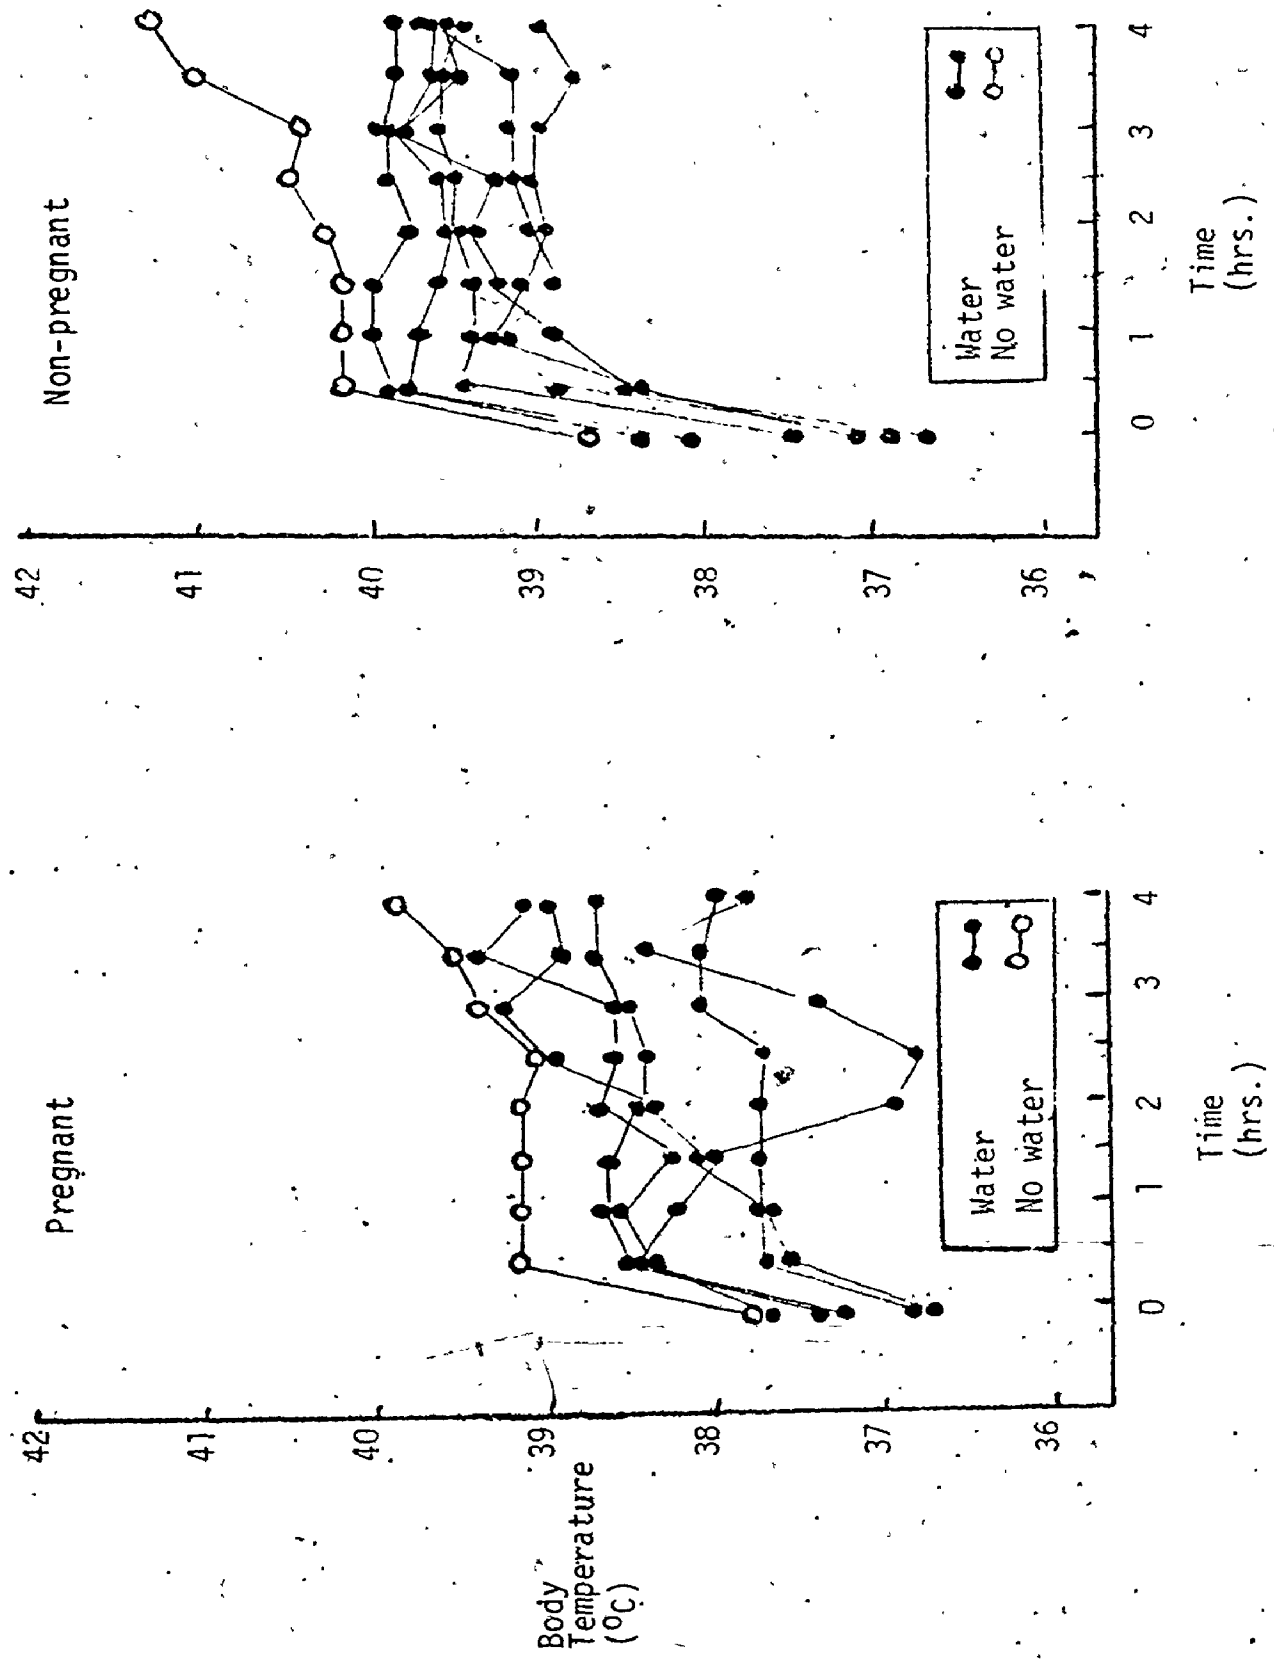 Pregnant
42
41
40
39
38
37
36
Body
Temperature
(°C)
0 1 2 3 4
Time
(hrs.)
Water
No water
Non-pregnant
42
41
40
39
38
37
36
0 1 2 3 4
Time
(hrs.)
Water
No water